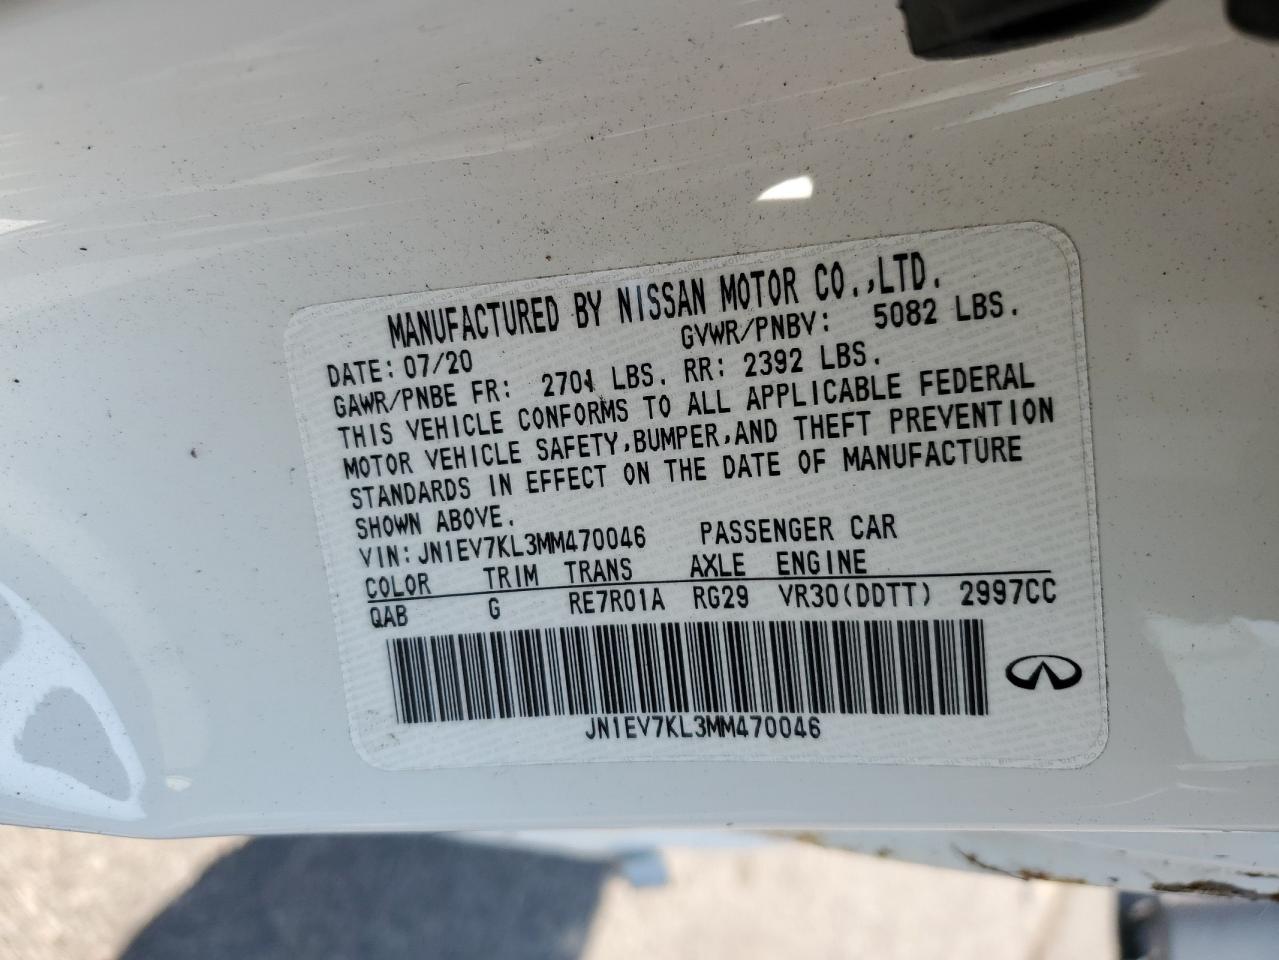 MANUFACTURED BY NISSAN MOTOR CO.,LTD.
DATE: 07/20 GVWR/PNBV: 5082 LBS.
GAWR/PNBE FR: 2701 LBS. RR: 2392 LBS.
THIS VEHICLE CONFORMS TO ALL APPLICABLE FEDERAL
MOTOR VEHICLE SAFETY,BUMPER,AND THEFT PREVENTION
STANDARDS IN EFFECT ON THE DATE OF MANUFACTURE
SHOWN ABOVE.
VIN: JN1EV7KL3MM470046 PASSENGER CAR
COLOR TRIM TRANS AXLE ENGINE
QAB G RE7R01A RG29 VR30(DDTT) 2997CC
JN1EV7KL3MM470046